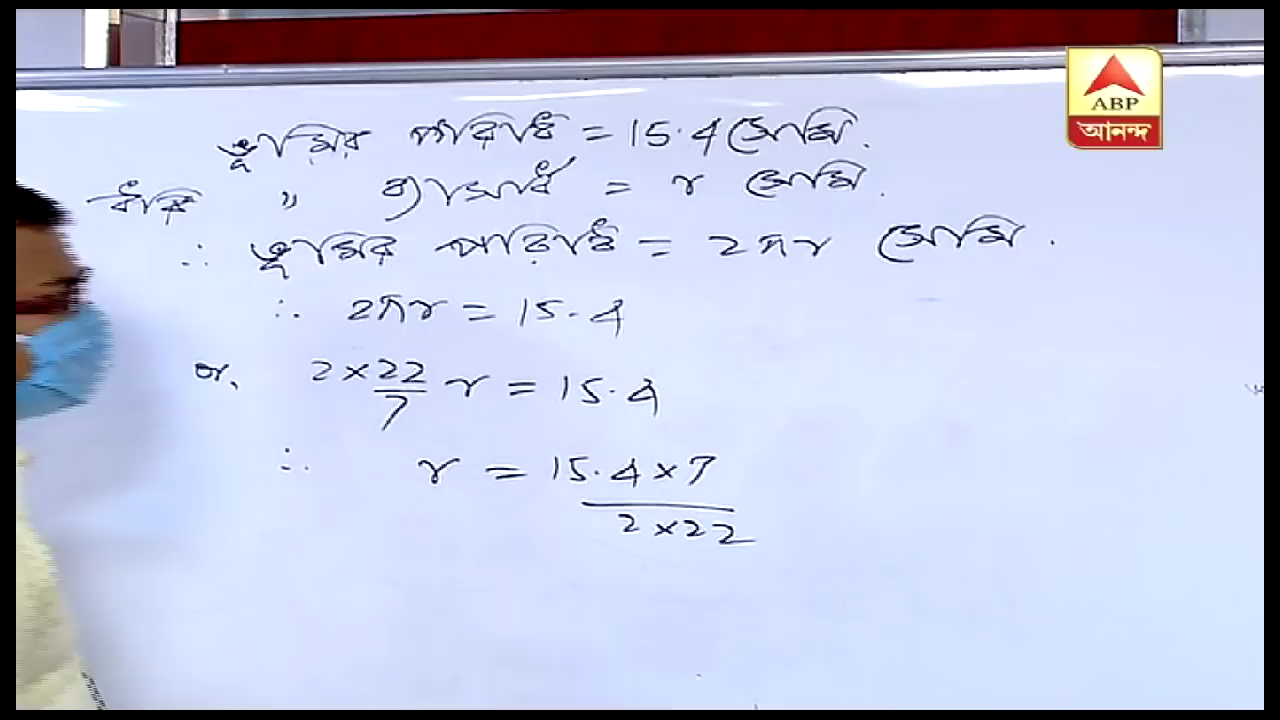 ভূমির পরিধি = 15.4 সেমি.
ধরি " ব্যাসার্ধ = r সেমি.
∴ ভূমির পরিধি = 2πr সেমি.
∴ 2πr = 15.4
বা, 2×22/7 r = 15.4
∴ r = 15.4×7/2×22
ABP
আনন্দ